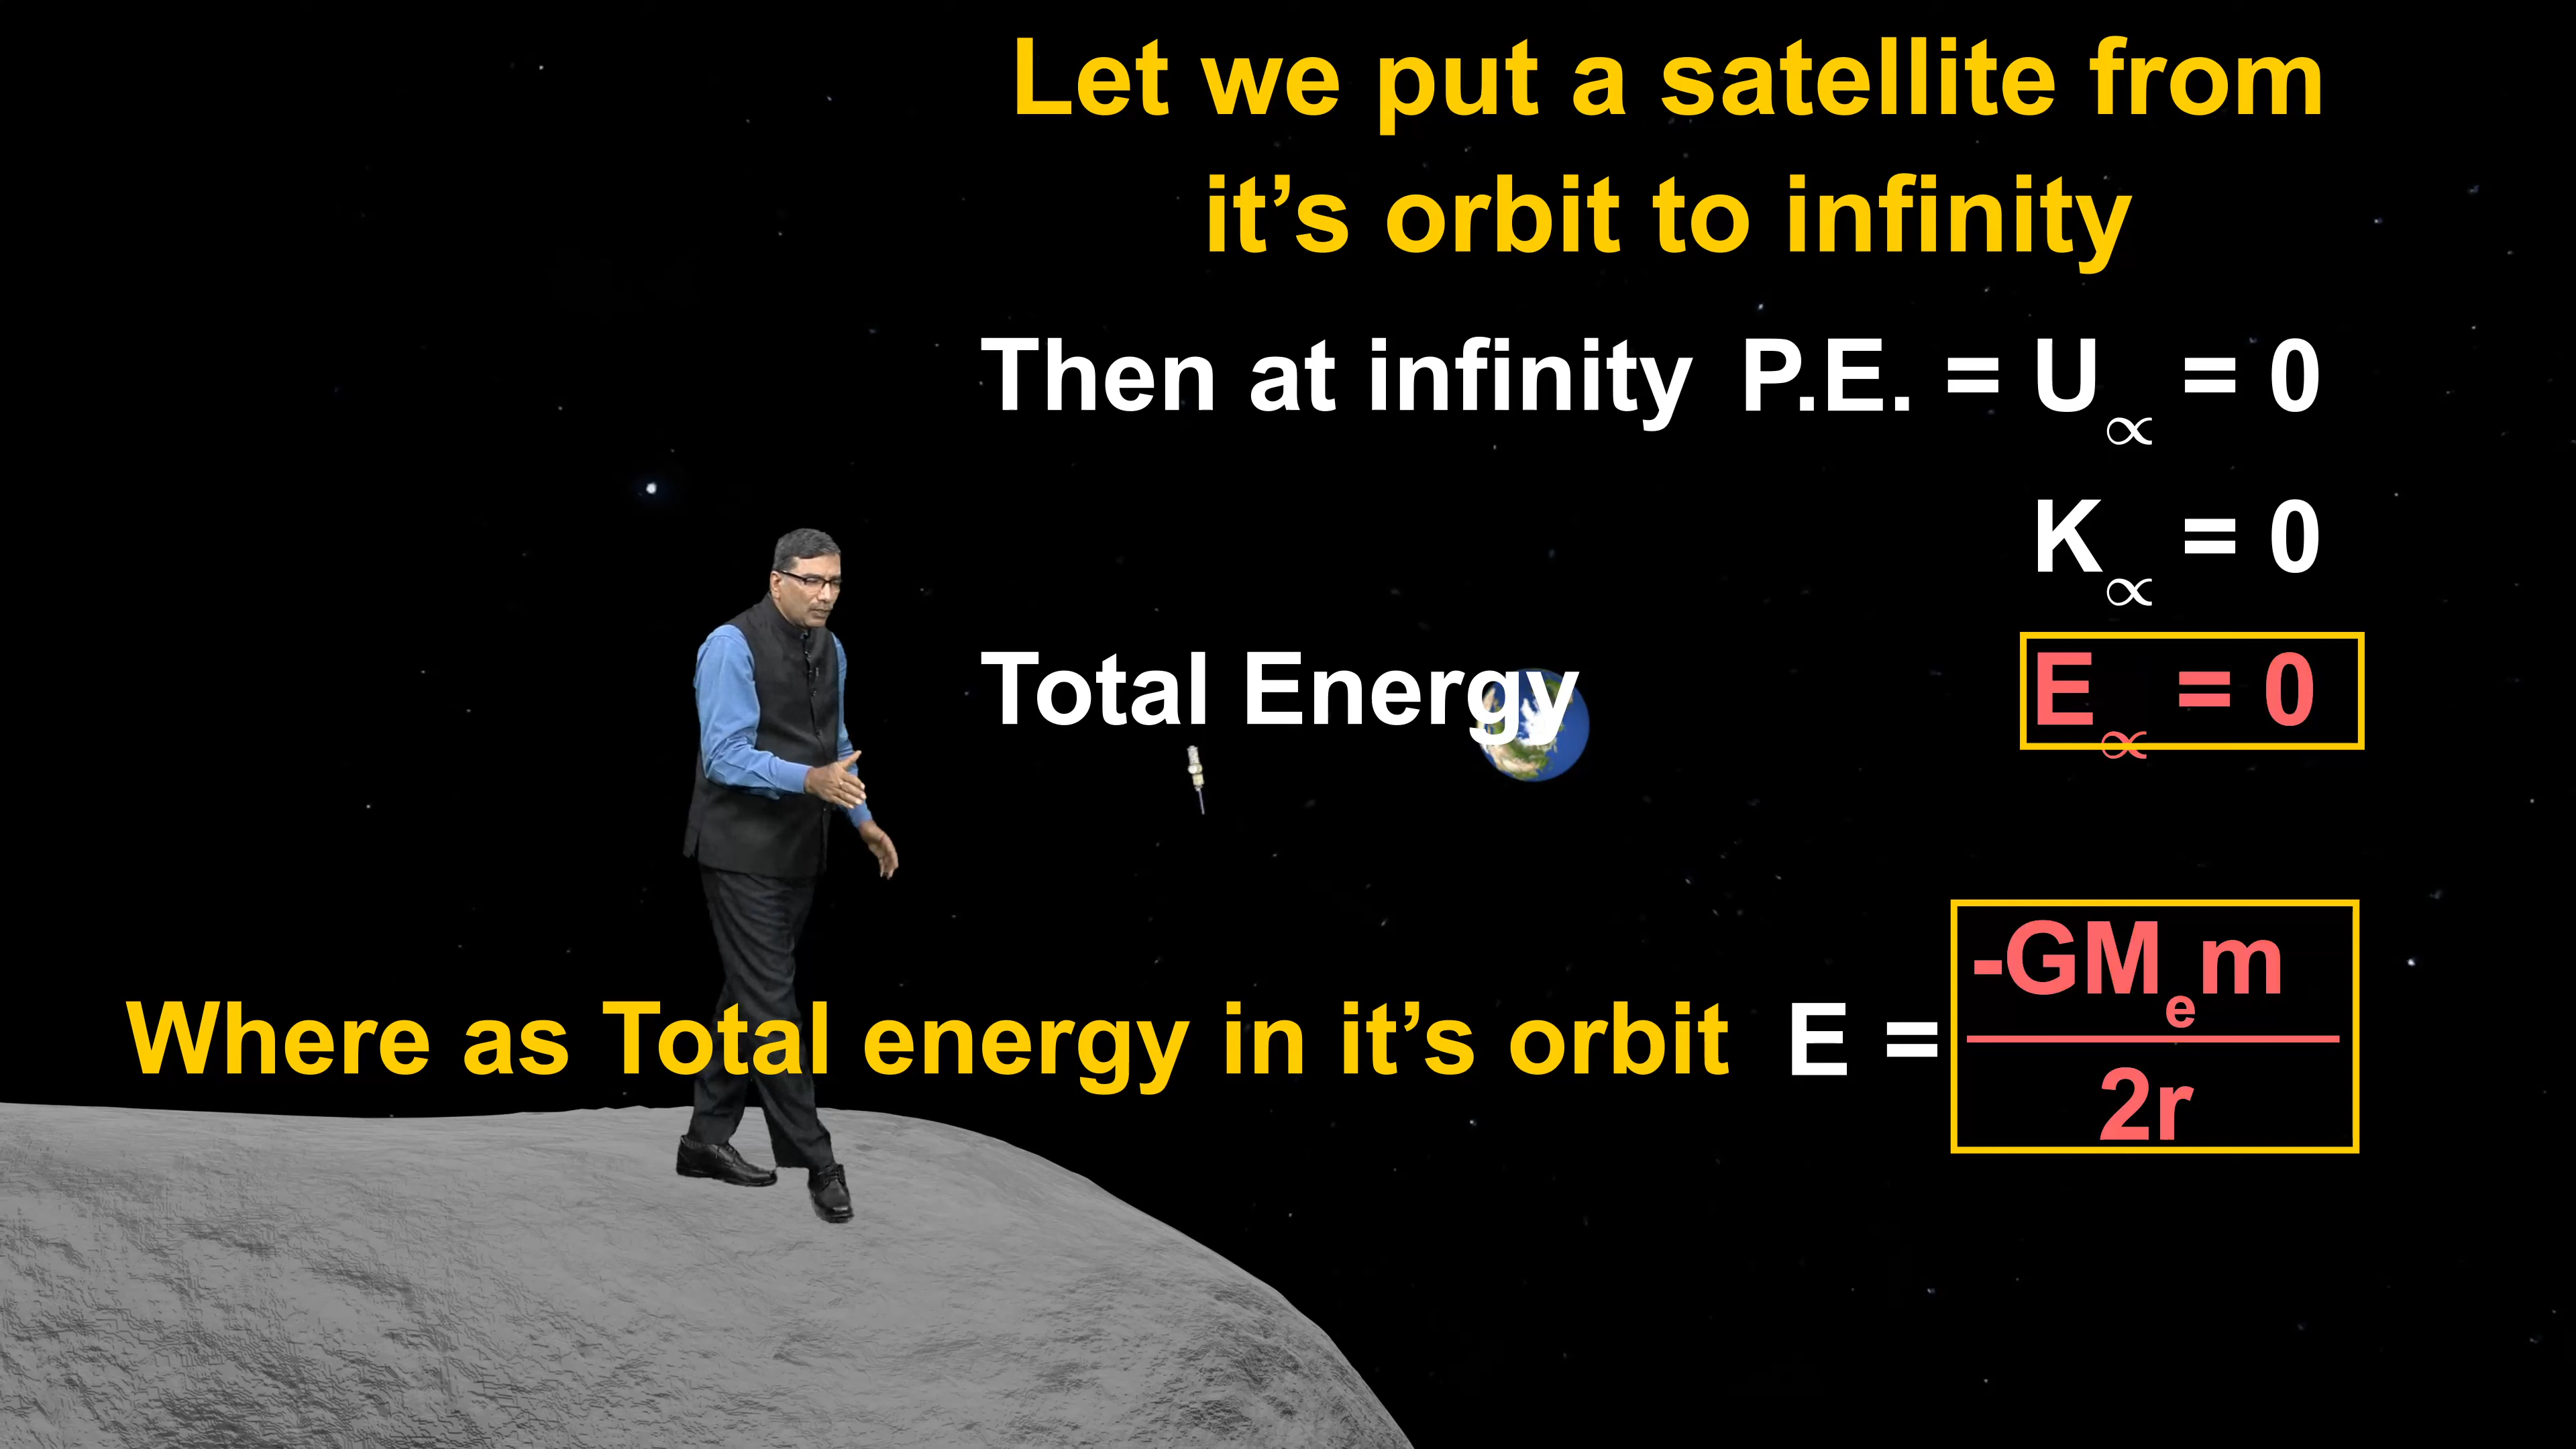 Let we put a satellite from
it’s orbit to infinity
Then at infinity P.E. = U∝ = 0
K∝ = 0
Total Energy E∝ = 0
Where as Total energy in it’s orbit E = -GMem
2r